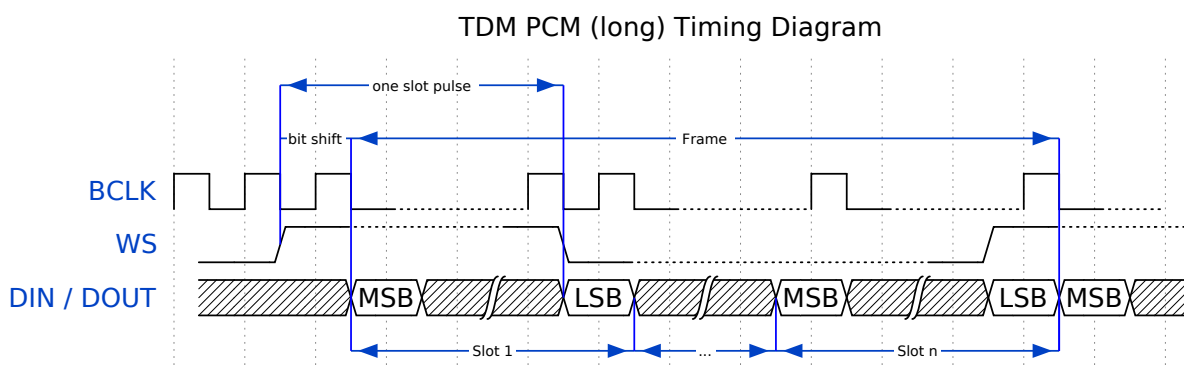 TDM PCM (long) Timing Diagram
one slot pulse
bit shift
Frame
BCLK
WS
DIN / DOUT
MSB
LSB
MSB
LSB
MSB
Slot 1
...
Slot n